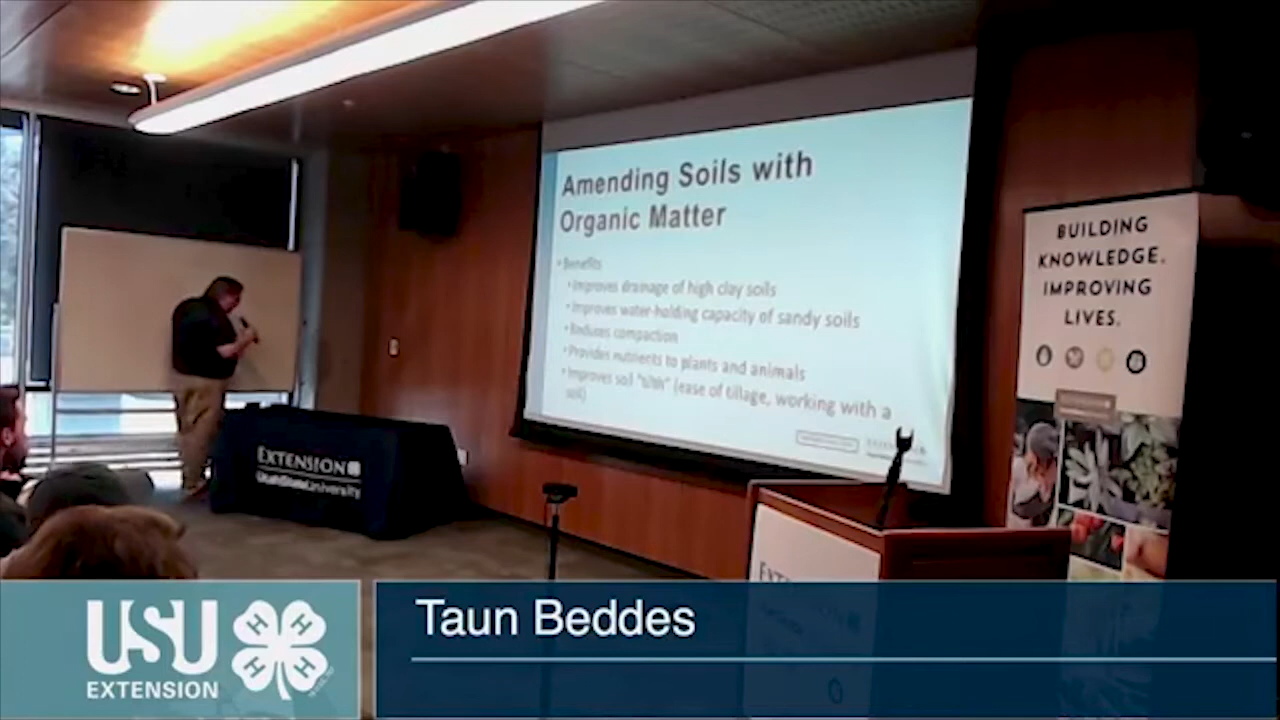 Amending Soils with
Organic Matter
• Benefits
• Improves drainage of high clay soils
• Improves water-holding capacity of sandy soils
• Reduces compaction
• Provides nutrients to plants and animals
• Improves soil "tilth" (ease of tillage, working with a
soil)
BUILDING
KNOWLEDGE.
IMPROVING
LIVES.
EXTENSION
UtahStateUniversity
USU
EXTENSION
H H
H H
Taun Beddes